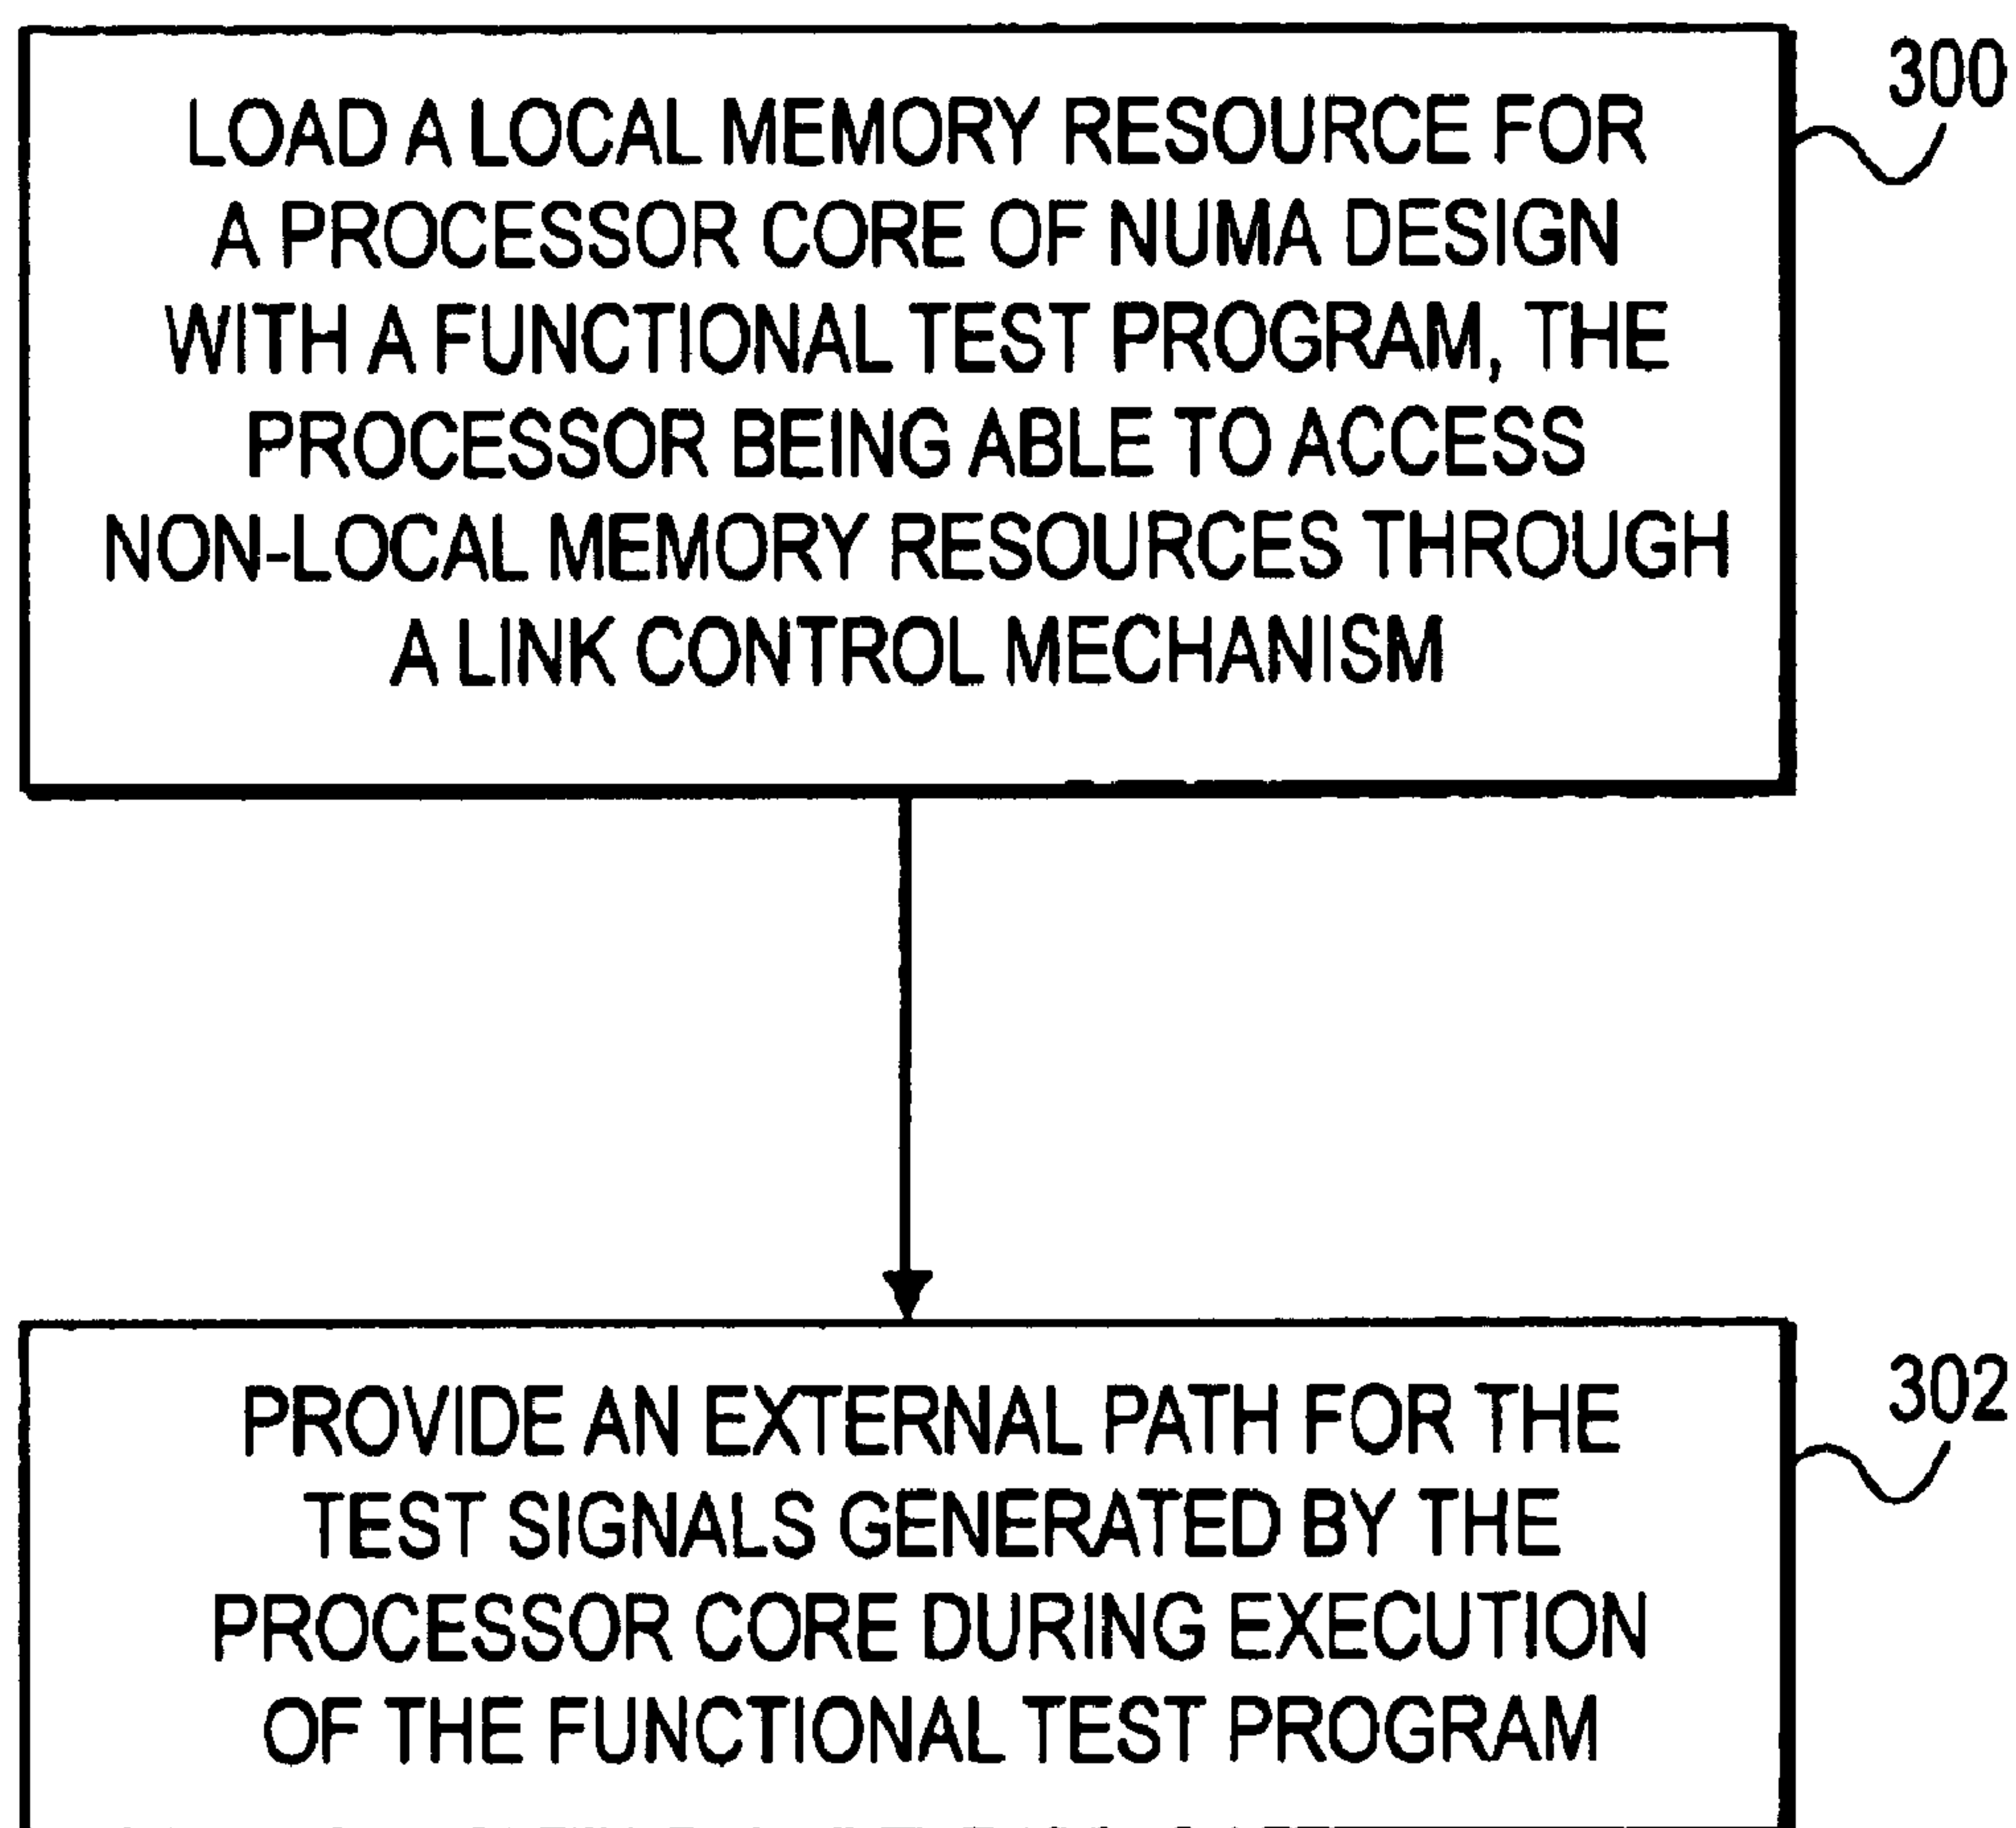 LOAD A LOCAL MEMORY RESOURCE FOR
300
A PROCESSOR CORE OF NUMA DESIGN
WITH A FUNCTIONAL TEST PROGRAM, THE
PROCESSOR BEING ABLE TO ACCESS
NON-LOCAL MEMORY RESOURCES THROUGH
A LINK CONTROL MECHANISM
PROVIDE AN EXTERNAL PATH FOR THE
302
TEST SIGNALS GENERATED BY THE
PROCESSOR CORE DURING EXECUTION
OF THE FUNCTIONAL TEST PROGRAM